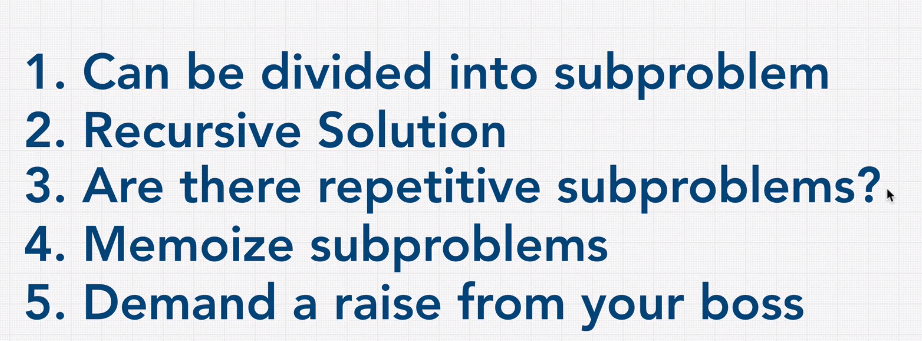 1. Can be divided into subproblem
2. Recursive Solution
3. Are there repetitive subproblems?
4. Memoize subproblems
5. Demand a raise from your boss